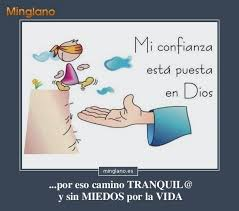 Minglano
Mi confianza
está puesta
en Dios
minglano.es
...por eso camino TRANQUIL@
y sin MIEDOS por la VIDA